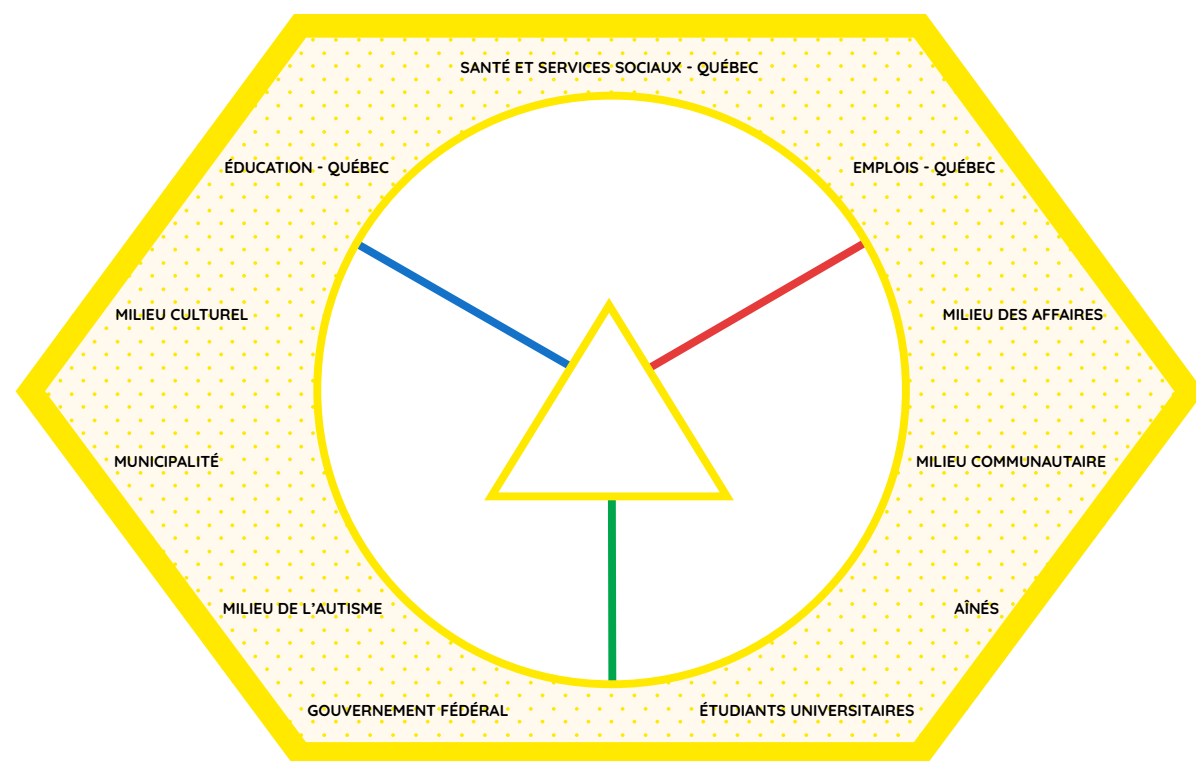 SANTÉ ET SERVICES SOCIAUX - QUÉBEC
ÉDUCATION - QUÉBEC
EMPLOIS - QUÉBEC
MILIEU CULTUREL
MILIEU DES AFFAIRES
MUNICIPALITÉ
MILIEU COMMUNAUTAIRE
MILIEU DE L’AUTISME
AÎNÉS
GOUVERNEMENT FÉDÉRAL
ÉTUDIANTS UNIVERSITAIRES